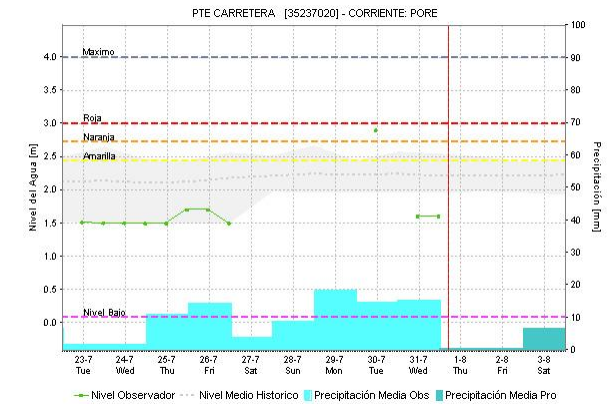 PTE CARRETERA [35237020] - CORRIENTE: PORE
Nivel del Agua [m]
4.0
3.5
3.0
2.5
2.0
1.5
1.0
0.5
0.0
Maximo
Roja
Naranja
Amarilla
Nivel Bajo
100
90
80
70
60
50
40
30
20
10
0
Precipitación [mm]
23-7 24-7 25-7 26-7 27-7 28-7 29-7 30-7 31-7 1-8 2-8 3-8
Tue Wed Thu Fri Sat Sun Mon Tue Wed Thu Fri Sat
Nivel Observador Nivel Medio Historico Precipitación Media Obs Precipitación Media Pro